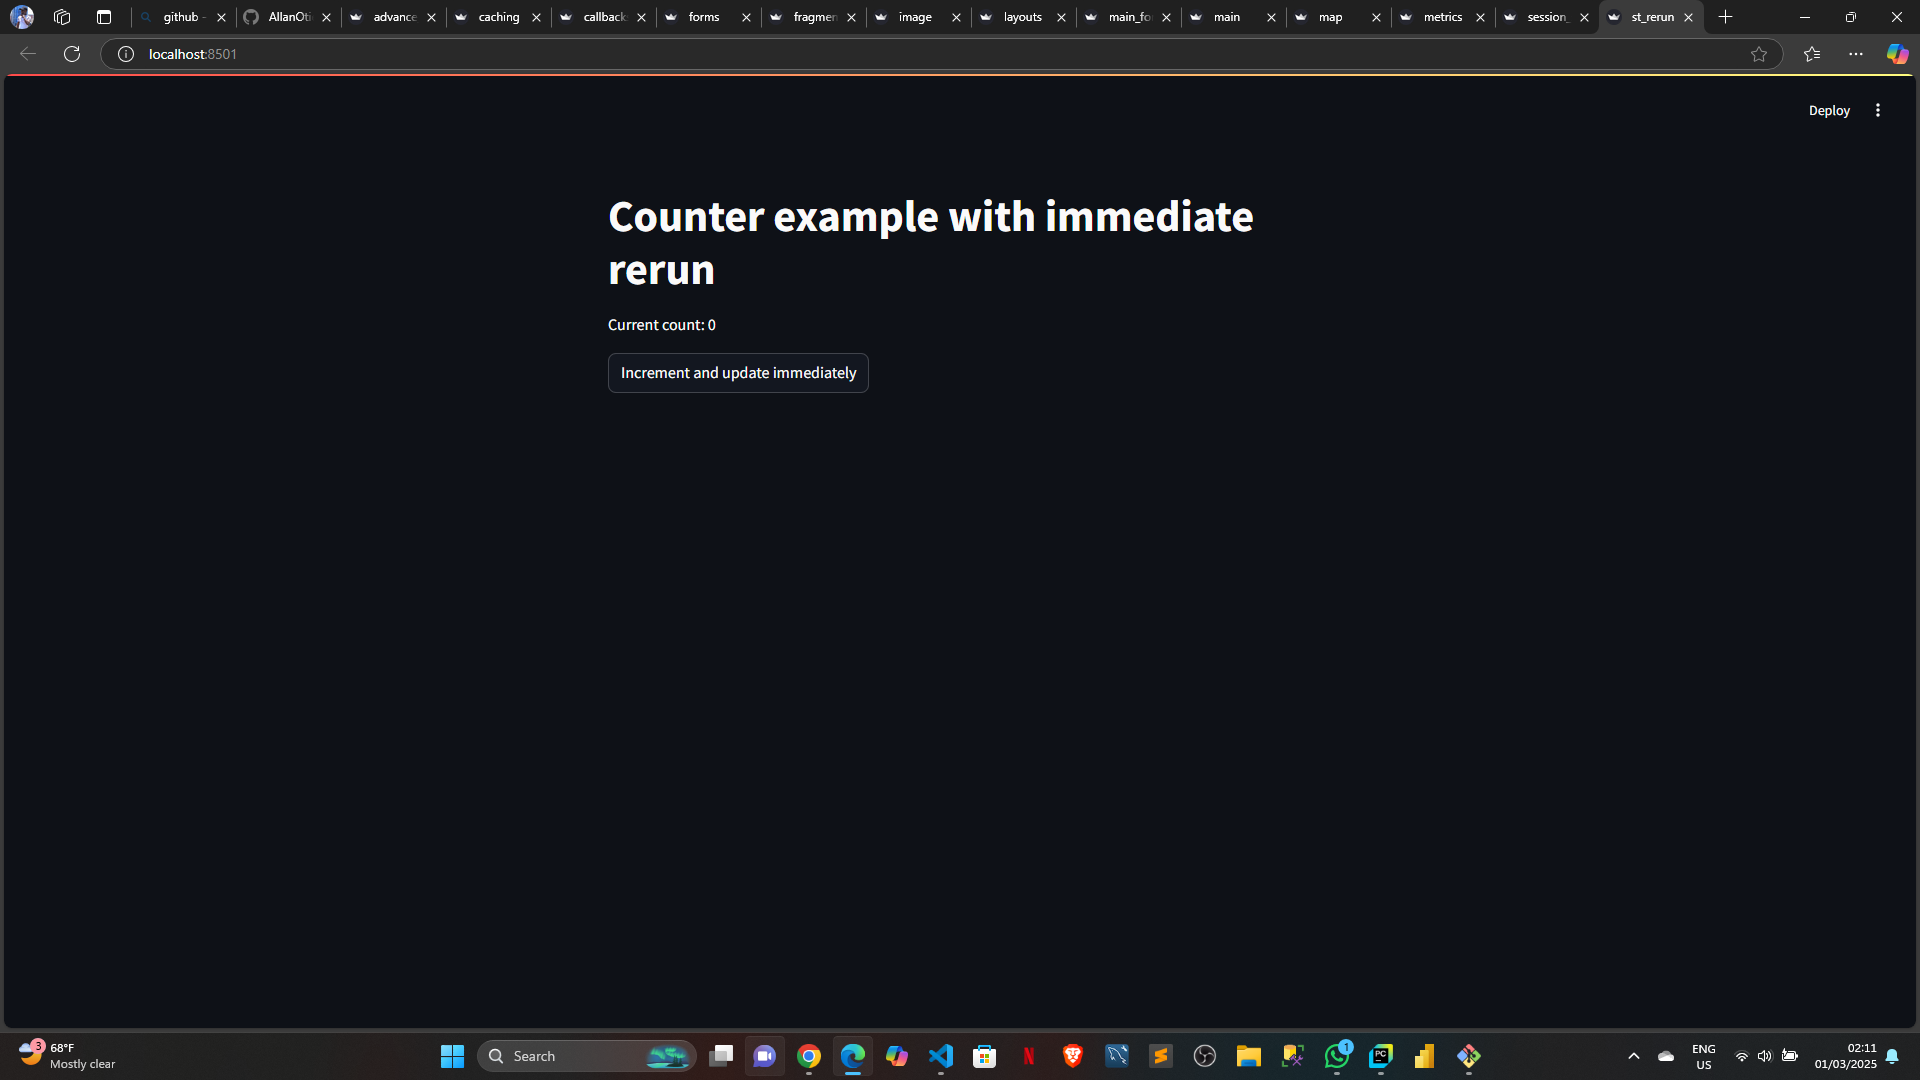 github -
AllanOti
advance
caching
callback
forms
fragmen
image
layouts
main_fo
main
map
metrics
session_
st_rerun
localhost:8501
Deploy
Counter example with immediate
rerun
Current count: 0
Increment and update immediately
3
68°F
Mostly clear
Search
1
PC
ENG
US
02:11
01/03/2025